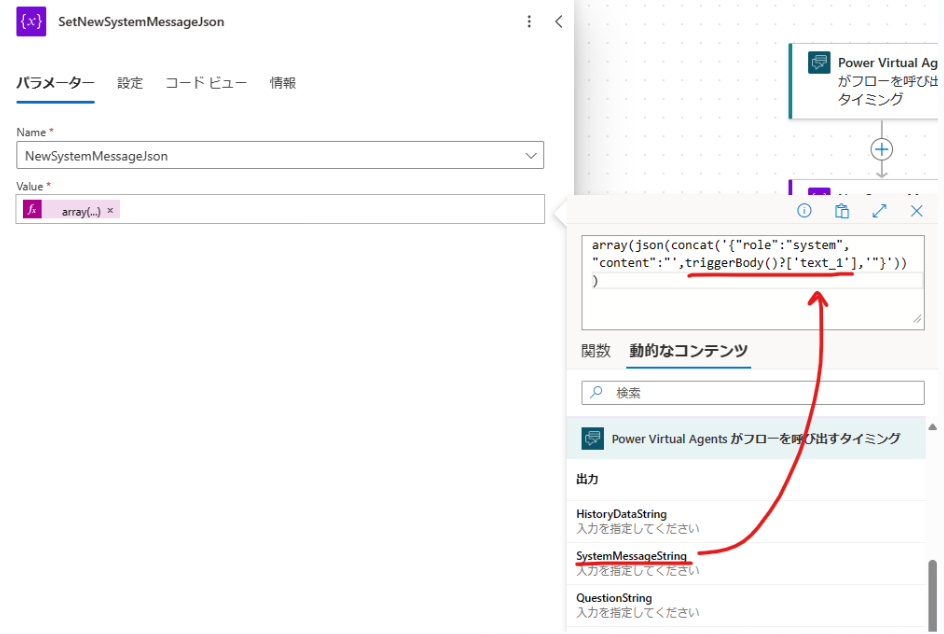 {x} SetNewSystemMessageJson
パラメーター 設定 コード ビュー 情報
Name *
NewSystemMessageJson
Value *
fx array(...) ×
Power Virtual Ag
がフローを呼び出
タイミング
array(json(concat('{"role":"system",
"content":"',triggerBody()?['text_1'],'"}'))
)
関数 動的なコンテンツ
検索
Power Virtual Agents がフローを呼び出すタイミング
出力
HistoryDataString
入力を指定してください
SystemMessageString
入力を指定してください
QuestionString
入力を指定してください